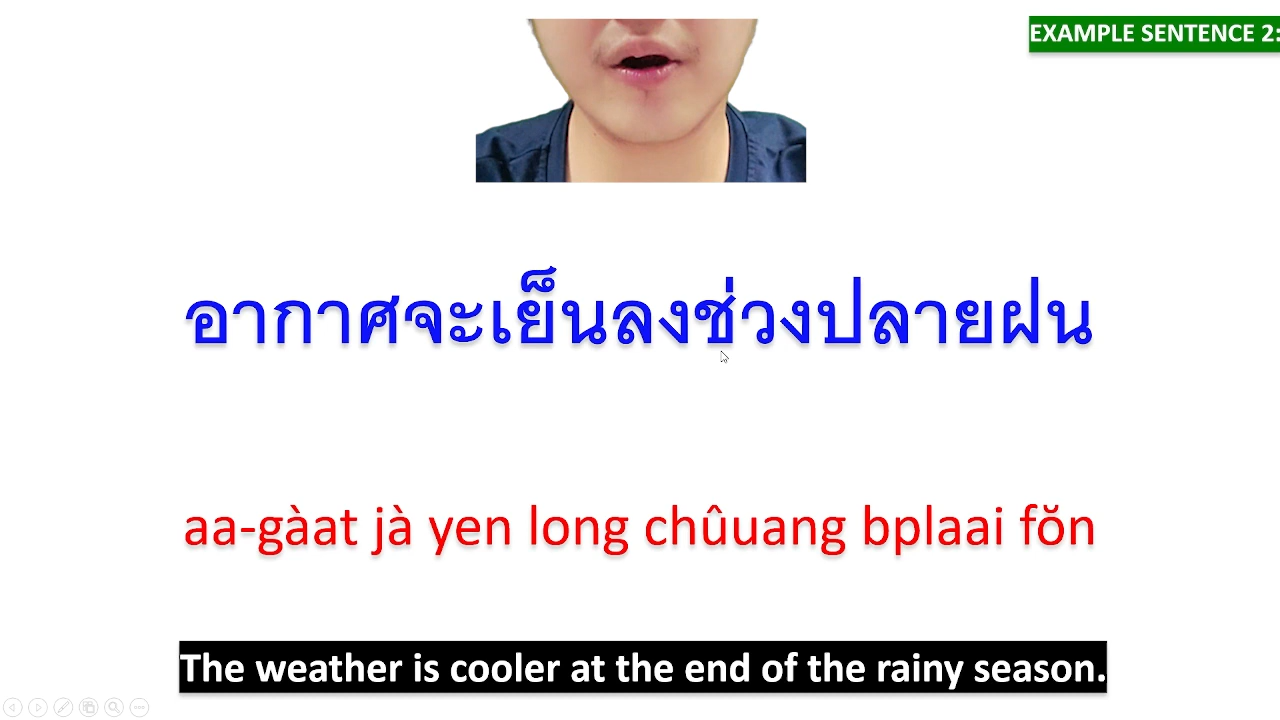 EXAMPLE SENTENCE 2:
อากาศจะเย็นลงช่วงปลายฝน
aa-gàat jà yen long chûuang bplaai fŏn
The weather is cooler at the end of the rainy season.